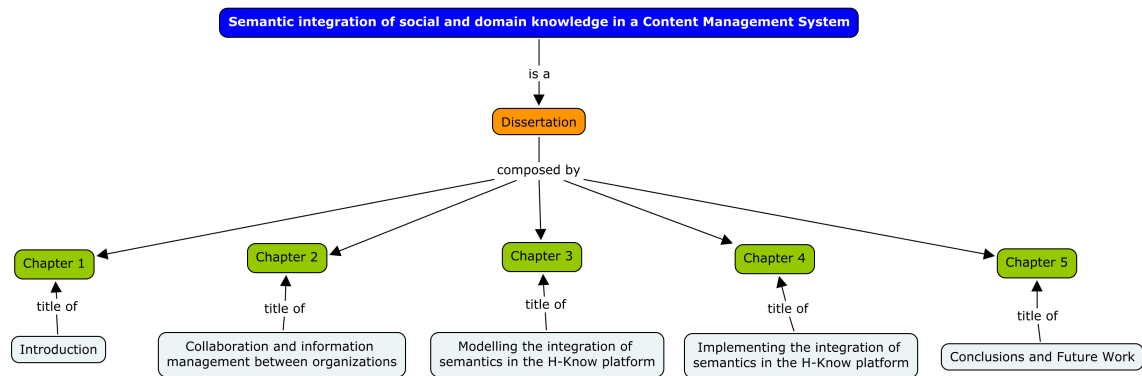 Semantic integration of social and domain knowledge in a Content Management System
is a
Dissertation
composed by
Chapter 1
Chapter 2
Chapter 3
Chapter 4
Chapter 5
title of
title of
title of
title of
title of
Introduction
Collaboration and information
management between organizations
Modelling the integration of
semantics in the H-Know platform
Implementing the integration of
semantics in the H-Know platform
Conclusions and Future Work